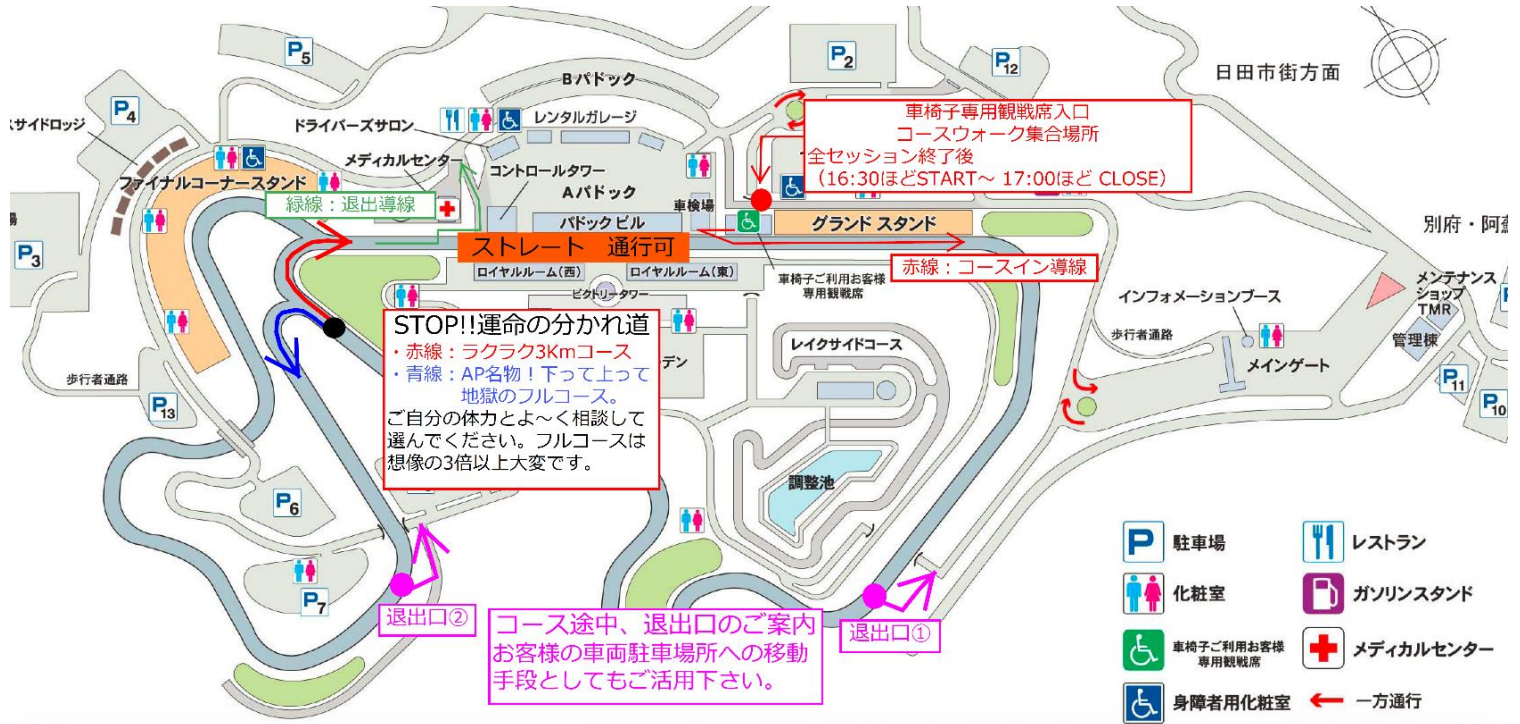 P5
P2
P12
日田市街方面
Bパドック
P4
スサイドロッジ
ドライバーズサロン
レンタルガレージ
車椅子専用観戦席入口
コースウォーク集合場所
全セッション終了後
（16:30ほどSTART～ 17:00ほど CLOSE）
メディカルセンター
コントロールタワー
ファイナルコーナースタンド
Aパドック
緑線：退出導線
車検場
パドック ビル
グランド スタンド
別府・阿蘇
ストレート 通行可
P3
場
ロイヤルルーム(西)
ロイヤルルーム(東)
車椅子ご利用お客様
専用観戦席
赤線：コースイン導線
ビクトリータワー
メンテナンス
ショップ
TMR
インフォメーションブース
管理棟
STOP!!運命の分かれ道
・赤線：ラクラク3Kmコース
・青線：AP名物！下って上って
地獄のフルコース。
ご自分の体力とよ～く相談して
選んでください。フルコースは
想像の3倍以上大変です。
デン
レイクサイドコース
歩行者通路
メインゲート
歩行者通路
P13
P11
P10
調整池
P6
P7
退出口②
コース途中、退出口のご案内
お客様の車両駐車場所への移動
手段としてもご活用下さい。
退出口①
P 駐車場
レストラン
化粧室
ガソリンスタンド
車椅子ご利用お客様
専用観戦席
メディカルセンター
身障者用化粧室
一方通行